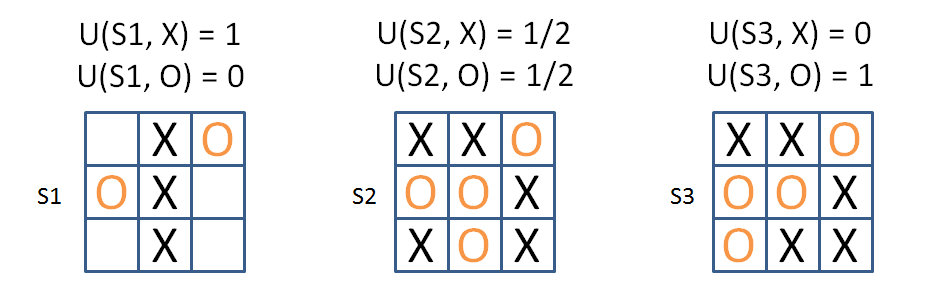 U(S1, X) = 1
U(S1, O) = 0
X O
S1 O X
X
U(S2, X) = 1/2
U(S2, O) = 1/2
X X O
S2 O O X
X O X
U(S3, X) = 0
U(S3, O) = 1
X X O
S3 O O X
O X X